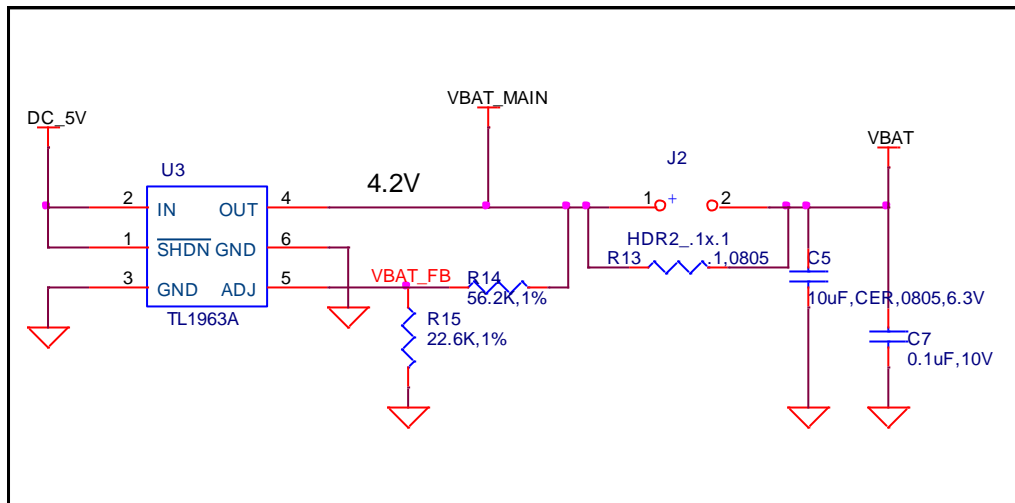 VBAT_MAIN
DC_5V
VBAT
U3
J2
4.2V
2 IN OUT 4
1 + 2
1 SHDN GND 6
HDR2_.1x.1
R13 .1,0805
C5
VBAT_FB
R14
3 GND ADJ 5
56.2K,1%
10uF,CER,0805,6.3V
TL1963A
R15
22.6K,1%
C7
0.1uF,10V